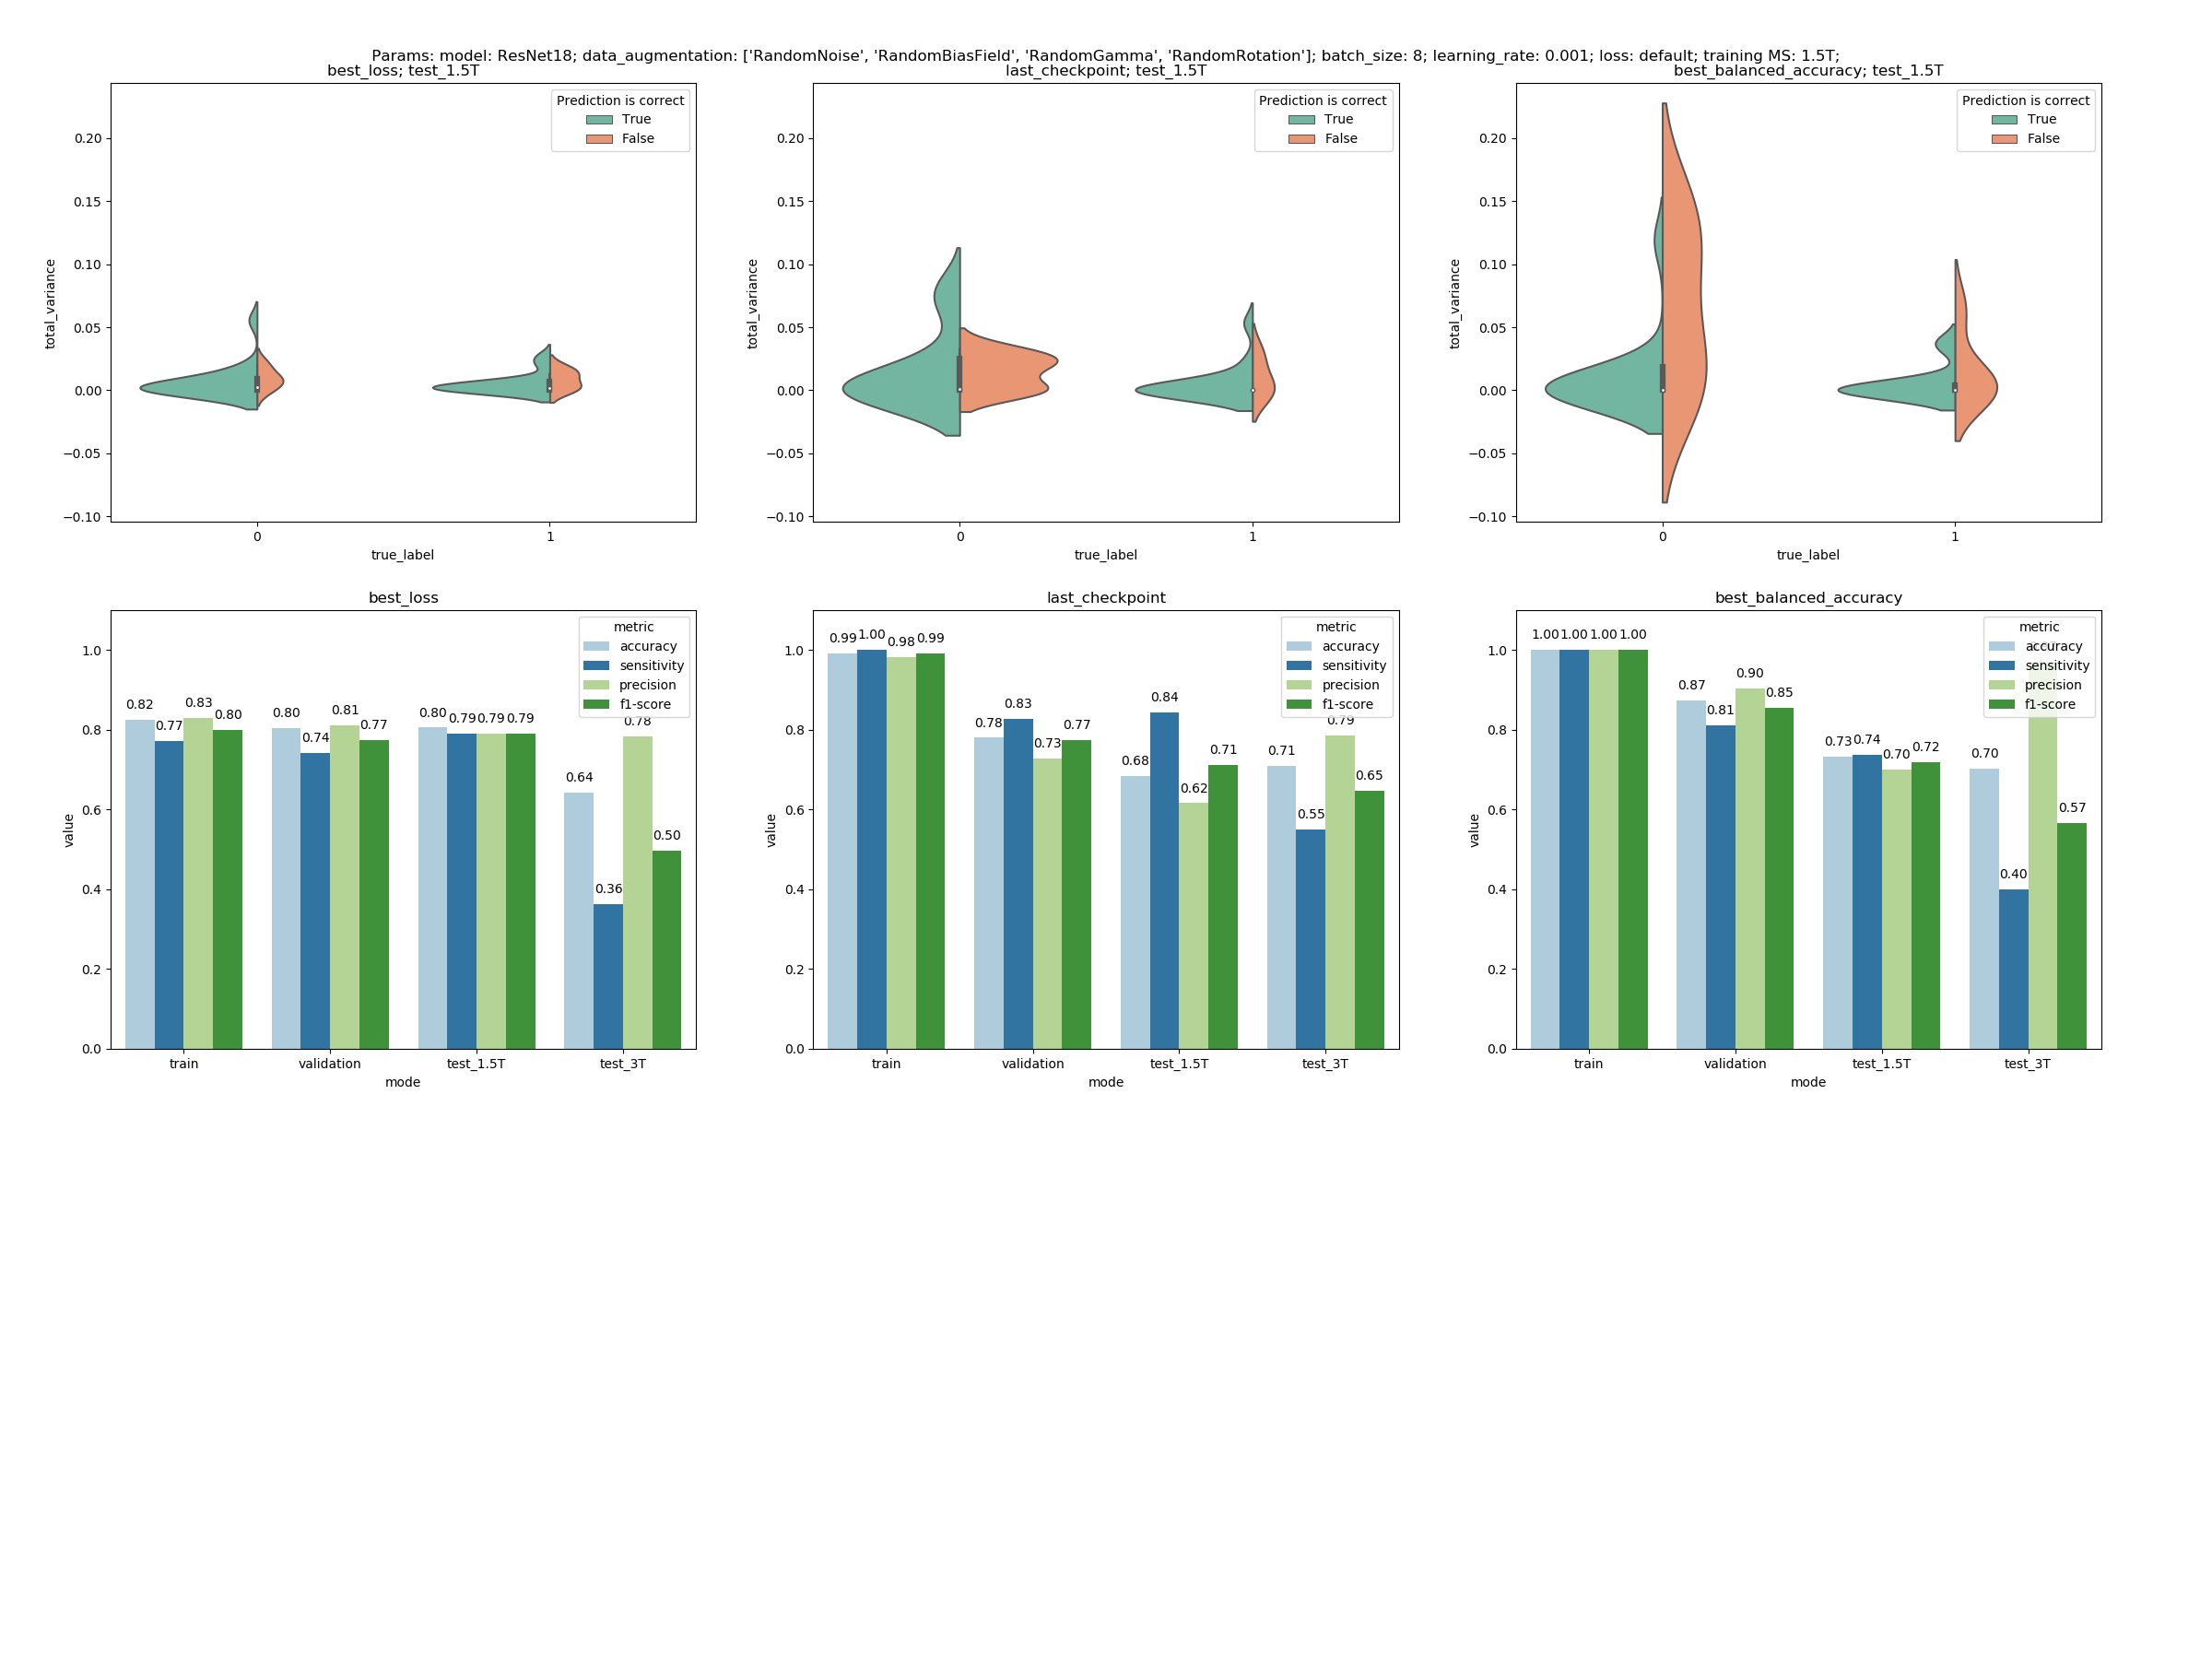 Params: model: ResNet18; data_augmentation: ['RandomNoise', 'RandomBiasField', 'RandomGamma', 'RandomRotation']; batch_size: 8; learning_rate: 0.001; loss: default; training MS: 1.5T;
best_loss; test_1.5T
Prediction is correct
True
False
total_variance
0.20
0.15
0.10
0.05
0.00
−0.05
−0.10
0 1
true_label
last_checkpoint; test_1.5T
Prediction is correct
True
False
total_variance
0.20
0.15
0.10
0.05
0.00
−0.05
−0.10
0 1
true_label
best_balanced_accuracy; test_1.5T
Prediction is correct
True
False
total_variance
0.20
0.15
0.10
0.05
0.00
−0.05
−0.10
0 1
true_label
best_loss
metric
accuracy
sensitivity
precision
f1-score
value
1.0
0.8
0.6
0.4
0.2
0.0
0.82 0.77 0.83 0.80
0.80 0.74 0.81 0.77
0.80 0.79 0.79 0.79
0.64 0.36 0.78 0.50
train validation test_1.5T test_3T
mode
last_checkpoint
metric
accuracy
sensitivity
precision
f1-score
value
1.0
0.8
0.6
0.4
0.2
0.0
0.99 1.00 0.98 0.99
0.78 0.83 0.73 0.77
0.68 0.84 0.62 0.71
0.71 0.55 0.79 0.65
train validation test_1.5T test_3T
mode
best_balanced_accuracy
metric
accuracy
sensitivity
precision
f1-score
value
1.0
0.8
0.6
0.4
0.2
0.0
1.00 1.00 1.00 1.00
0.87 0.81 0.90 0.85
0.73 0.74 0.70 0.72
0.70 0.40 0.57
train validation test_1.5T test_3T
mode